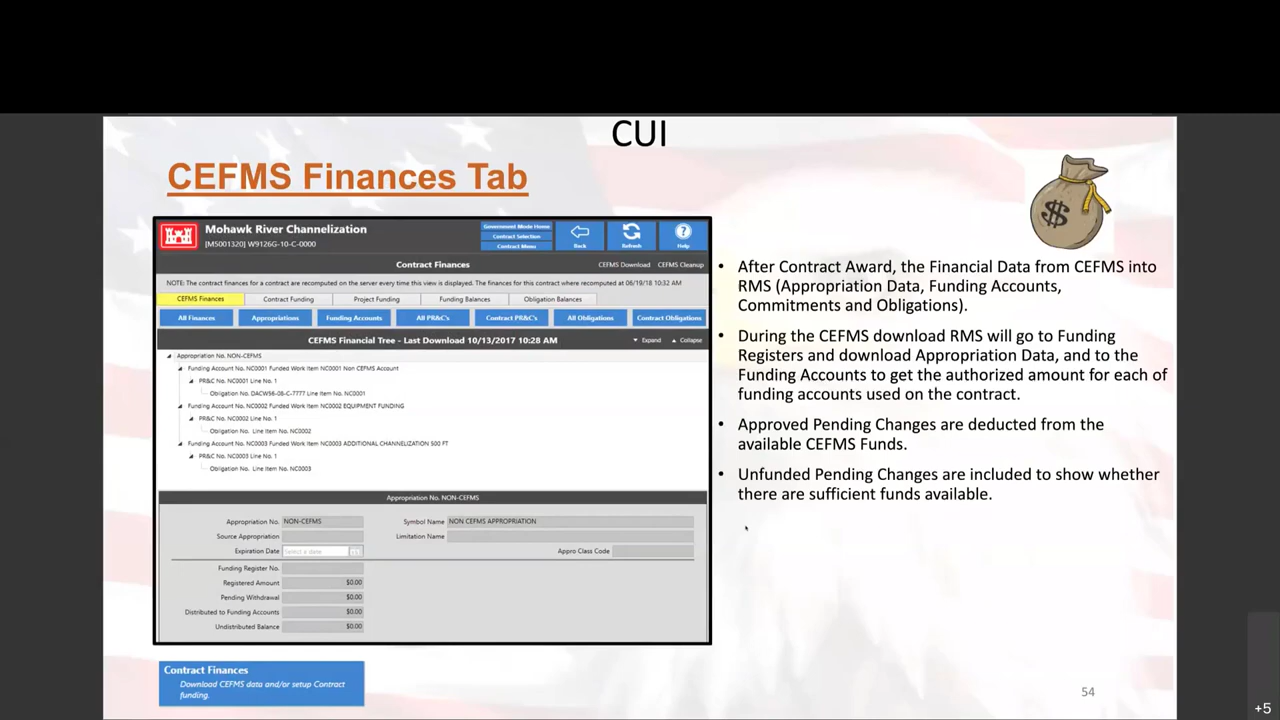 CUI
CEFMS Finances Tab
Mohawk River Channelization
[MS001320] W9126G-10-C-0000
Government Mode Home
Contract Selection
Contract Menu
Back
Refresh
Help
Contract Finances
CEFMS Download CEFMS Cleanup
NOTE: The contract finances for a contract are recomputed on the server every time this view is displayed. The finances for this contract where recomputed at 06/19/18 10:32 AM
CEFMS Finances Contract Funding Project Funding Funding Balances Obligation Balances
All Finances Appropriations Funding Accounts All PR&C's Contract PR&C's All Obligations Contract Obligations
CEFMS Financial Tree - Last Download 10/13/2017 10:28 AM
Expand Collapse
Appropriation No. NON-CEFMS
Funding Account No. NC0001 Funded Work Item NC0001 Non CEFMS Account
PR&C No. NC0001 Line No. 1
Obligation No. DACW56-08-C-7777 Line Item No. NC0001
Funding Account No. NC0002 Funded Work Item NC0002 EQUIPMENT FUNDING
PR&C No. NC0002 Line No. 1
Obligation No. Line Item No. NC0002
Funding Account No. NC0003 Funded Work Item NC0003 ADDITIONAL CHANNELIZATION 500 FT
PR&C No. NC0003 Line No. 1
Obligation No. Line Item No. NC0003
Appropriation No. NON-CEFMS
Appropriation No. NON-CEFMS Symbol Name NON CEFMS APPROPRIATION
Source Appropriation Limitation Name
Expiration Date Select a date Appro Class Code
Funding Register No.
Registered Amount $0.00
Pending Withdrawal $0.00
Distributed to Funding Accounts $0.00
Undistributed Balance $0.00
Contract Finances
Download CEFMS data and/or setup Contract
funding.
$
• After Contract Award, the Financial Data from CEFMS into
RMS (Appropriation Data, Funding Accounts,
Commitments and Obligations).
• During the CEFMS download RMS will go to Funding
Registers and download Appropriation Data, and to the
Funding Accounts to get the authorized amount for each of
funding accounts used on the contract.
• Approved Pending Changes are deducted from the
available CEFMS Funds.
• Unfunded Pending Changes are included to show whether
there are sufficient funds available.
54
+5